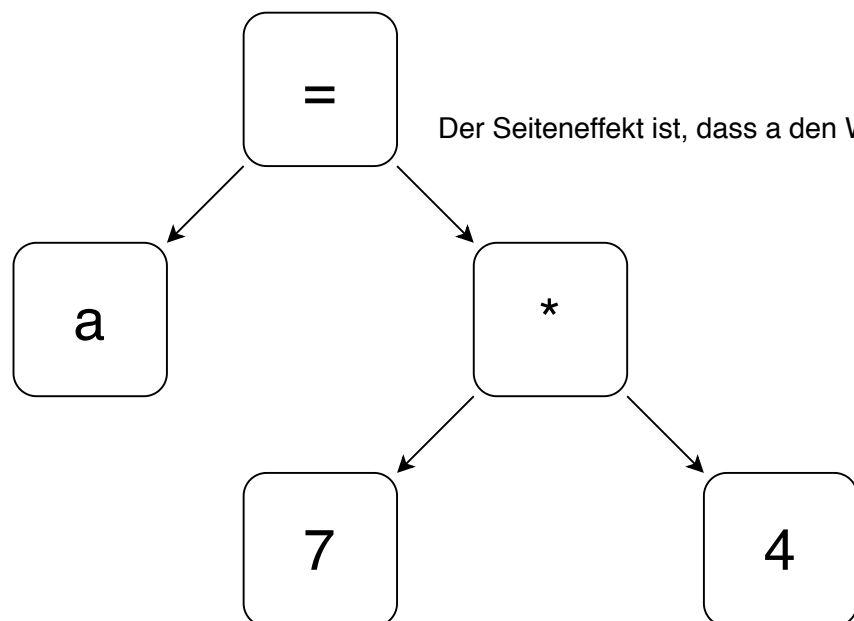 =
Der Seiteneffekt ist, dass a den
a
*
7
4